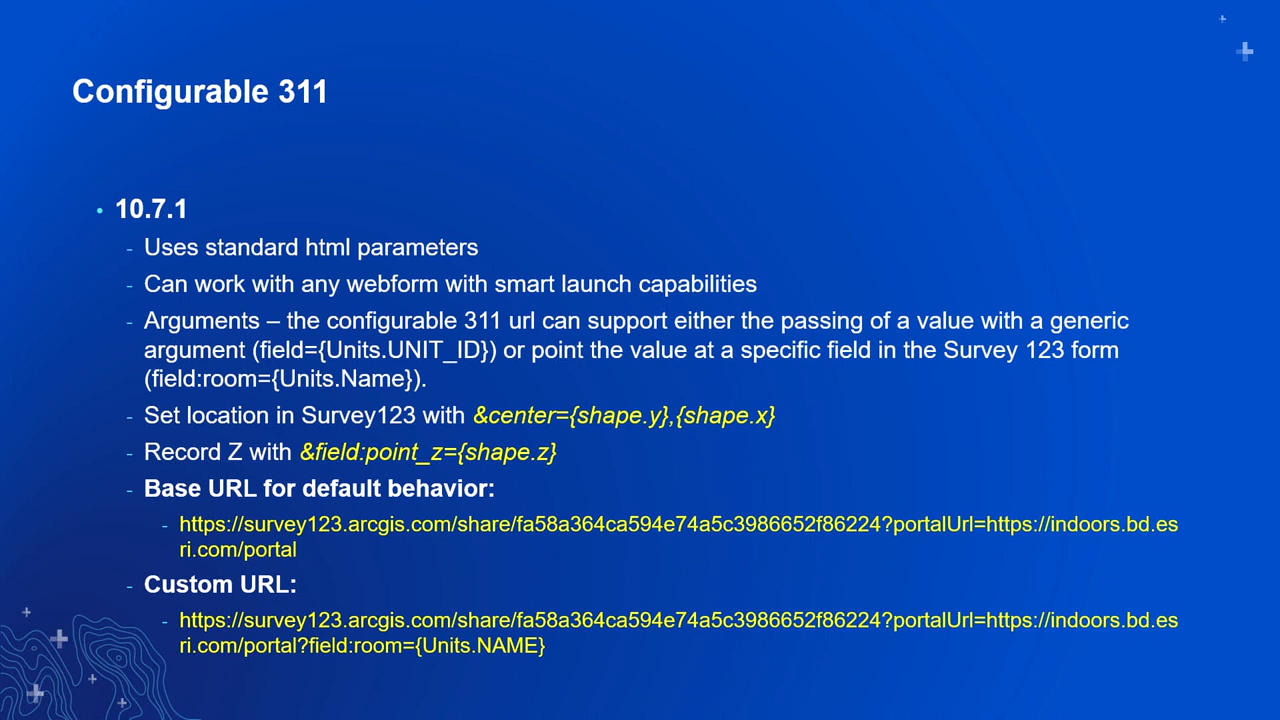 Configurable 311
• 10.7.1
- Uses standard html parameters
- Can work with any webform with smart launch capabilities
- Arguments – the configurable 311 url can support either the passing of a value with a generic
argument (field={Units.UNIT_ID}) or point the value at a specific field in the Survey 123 form
(field:room={Units.Name}).
- Set location in Survey123 with &center={shape.y},{shape.x}
- Record Z with &field:point_z={shape.z}
- Base URL for default behavior:
- https://survey123.arcgis.com/share/fa58a364ca594e74a5c3986652f86224?portalUrl=https://indoors.bd.es
ri.com/portal
- Custom URL:
- https://survey123.arcgis.com/share/fa58a364ca594e74a5c3986652f86224?portalUrl=https://indoors.bd.es
ri.com/portal?field:room={Units.NAME}